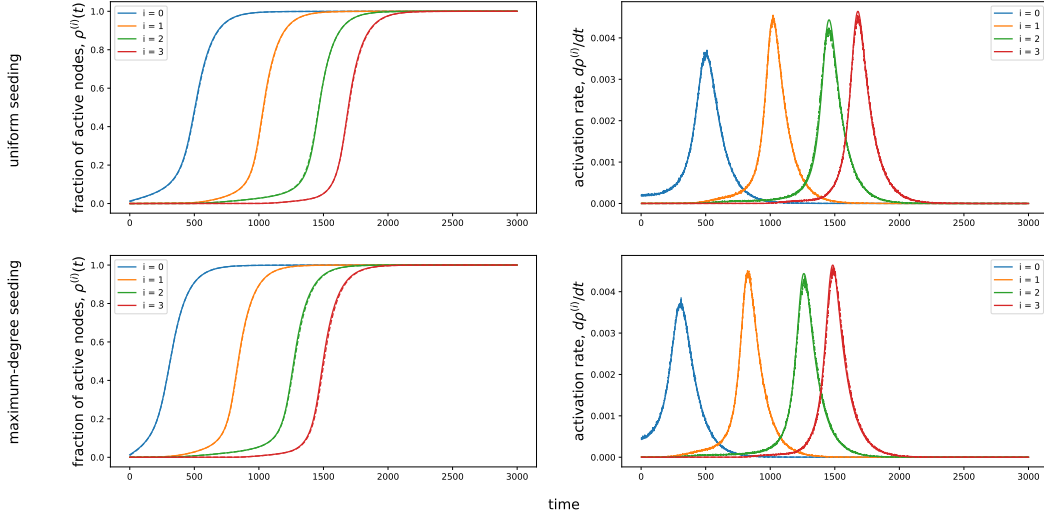 uniform seeding
fraction of active nodes, ρ⁽ⁱ⁾(t)
1.0
0.8
0.6
0.4
0.2
0.0
i = 0
i = 1
i = 2
i = 3
0 500 1000 1500 2000 2500 3000
activation rate, dρ⁽ⁱ⁾/dt
0.004
0.003
0.002
0.001
0.000
i = 0
i = 1
i = 2
i = 3
0 500 1000 1500 2000 2500 3000
maximum-degree seeding
fraction of active nodes, ρ⁽ⁱ⁾(t)
1.0
0.8
0.6
0.4
0.2
0.0
i = 0
i = 1
i = 2
i = 3
0 500 1000 1500 2000 2500 3000
activation rate, dρ⁽ⁱ⁾/dt
0.004
0.003
0.002
0.001
0.000
i = 0
i = 1
i = 2
i = 3
0 500 1000 1500 2000 2500 3000
time